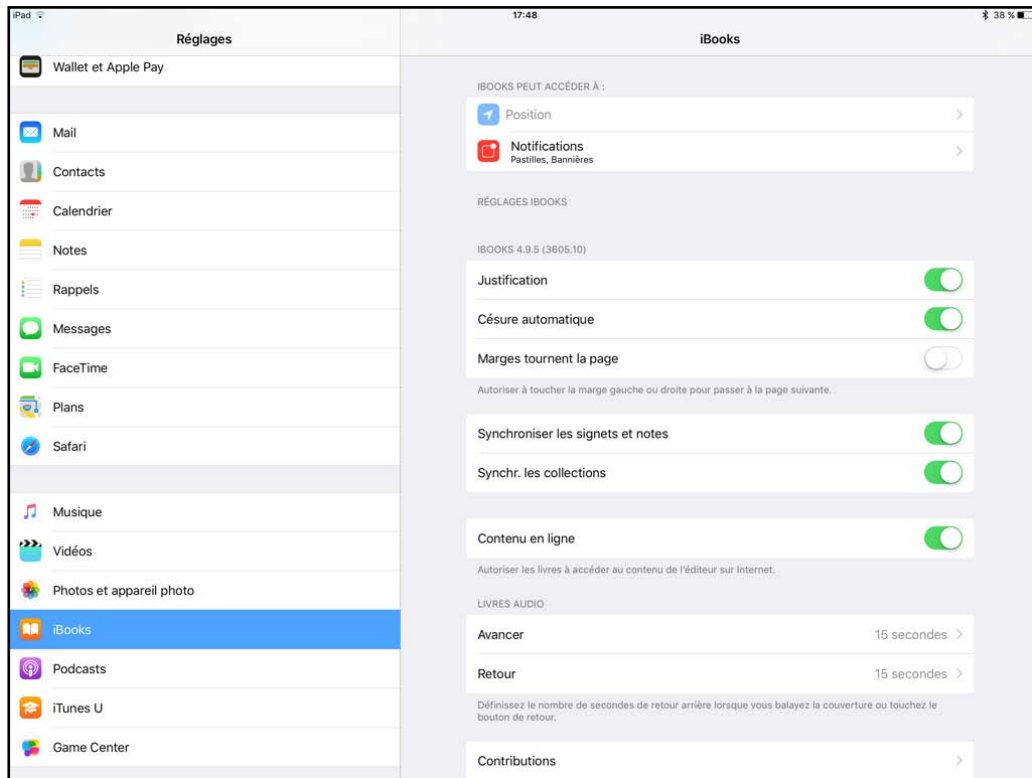 iPad 17:48 38 %
Réglages
Wallet et Apple Pay
Mail
Contacts
Calendrier
Notes
Rappels
Messages
FaceTime
Plans
Safari
Musique
Vidéos
Photos et appareil photo
iBooks
Podcasts
iTunes U
Game Center
iBooks
IBOOKS PEUT ACCÉDER À :
Position
Notifications
Pastilles, Bannières
RÉGLAGES IBOOKS
IBOOKS 4.9.5 (3605.10)
Justification
Césure automatique
Marges tournent la page
Autoriser à toucher la marge gauche ou droite pour passer à la page suivante.
Synchroniser les signets et notes
Synchr. les collections
Contenu en ligne
Autoriser les livres à accéder au contenu de l'éditeur sur Internet.
LIVRES AUDIO
Avancer 15 secondes
Retour 15 secondes
Définissez le nombre de secondes de retour arrière lorsque vous balayez la couverture ou touchez le
bouton de retour.
Contributions